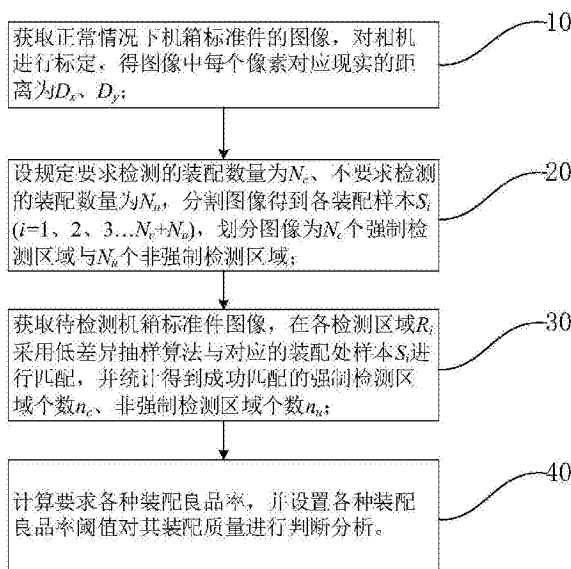 获取正常情况下机箱标准件的图像，对相机
进行标定，得图像中每个像素对应现实的距
离为Dx、Dy；
10
设规定要求检测的装配数量为Nc、不要求检测
的装配数量为Nu，分割图像得到各装配样本Si
(i=1、2、3...Nc+Nu)，划分图像为Nc个强制检
测区域与Nu个非强制检测区域；
20
获取待检测机箱标准件图像，在各检测区域Ri
采用低差异抽样算法与对应的装配处样本Si进
行匹配，并统计得到成功匹配的强制检测区
域个数nc、非强制检测区域个数nu；
30
计算要求各种装配良品率，并设置各种装配
良品率阈值对其装配质量进行判断分析。
40